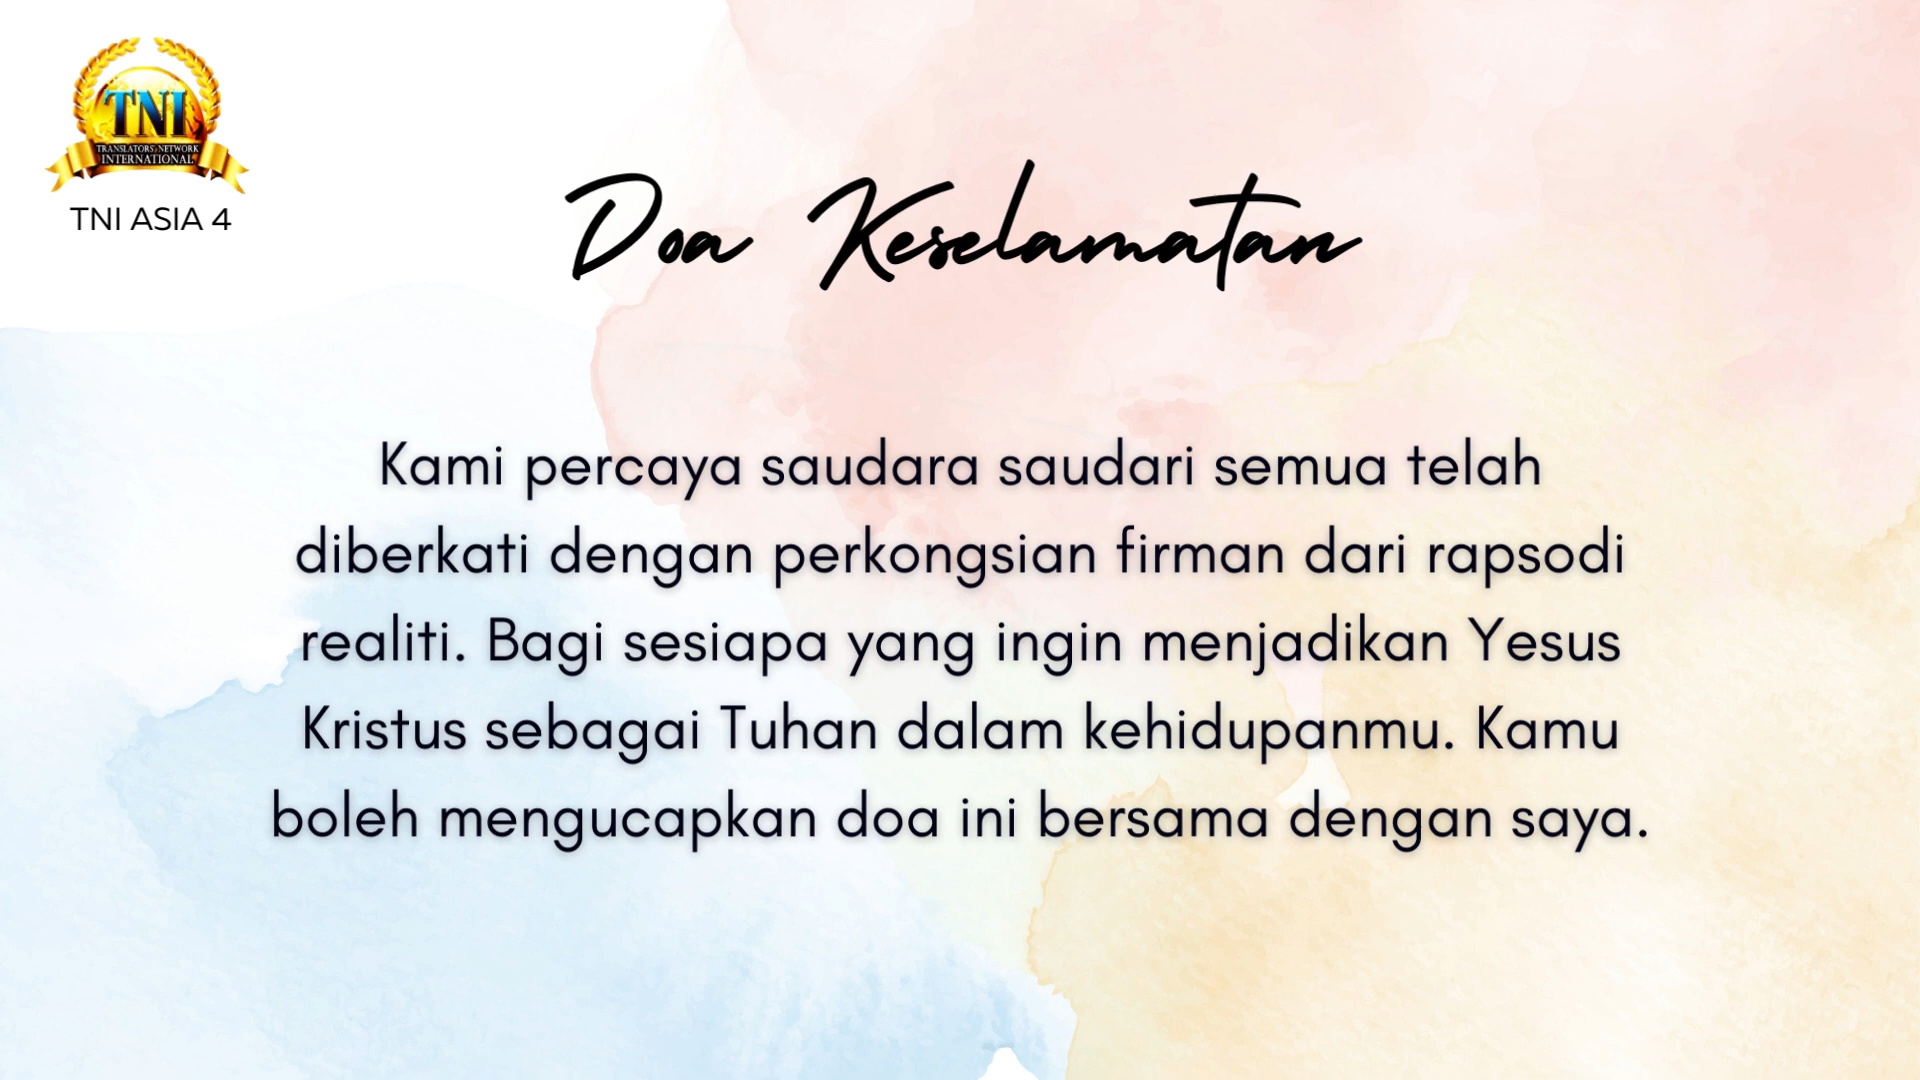 TNI
TRANSLATORS' NETWORK
INTERNATIONAL
TNI ASIA 4
Doa Keselamatan
Kami percaya saudara saudari semua telah
diberkati dengan perkongsian firman dari rapsodi
realiti. Bagi sesiapa yang ingin menjadikan Yesus
Kristus sebagai Tuhan dalam kehidupanmu. Kamu
boleh mengucapkan doa ini bersama dengan saya.